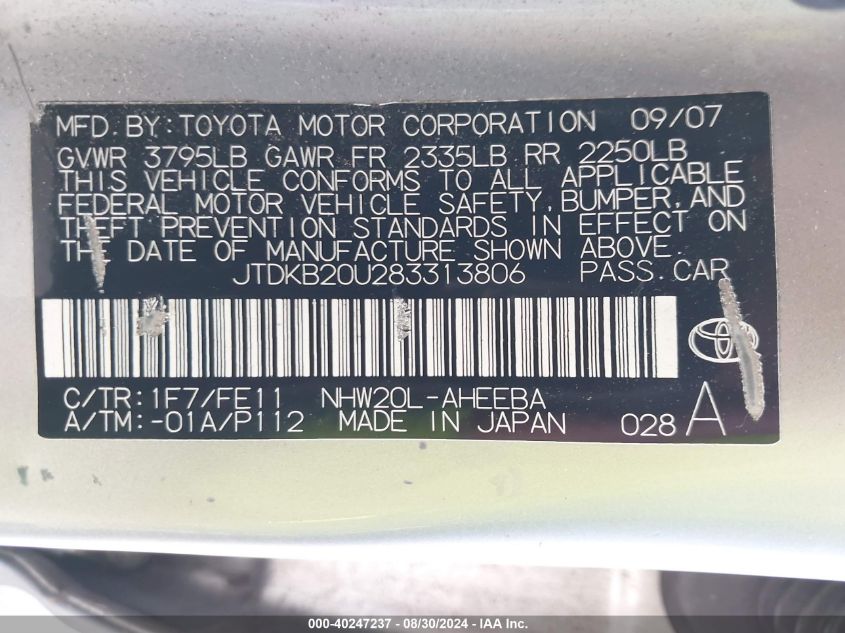 MFD.BY:TOYOTA MOTOR CORPORATION 09/07
GVWR 3795LB GAWR FR 2335LB RR 2250LB
THIS VEHICLE CONFORMS TO ALL APPLICABLE
FEDERAL MOTOR VEHICLE SAFETY,BUMPER,AND
THEFT PREVENTION STANDARDS IN EFFECT ON
THE DATE OF MANUFACTURE SHOWN ABOVE.
JTDKB20U283313806 PASS.CAR
C/TR:1F7/FE11 NHW20L-AHEEBA
A/TM:-01A/P112 MADE IN JAPAN 028 A
000-40247237 - 08/30/2024 - IAA Inc.